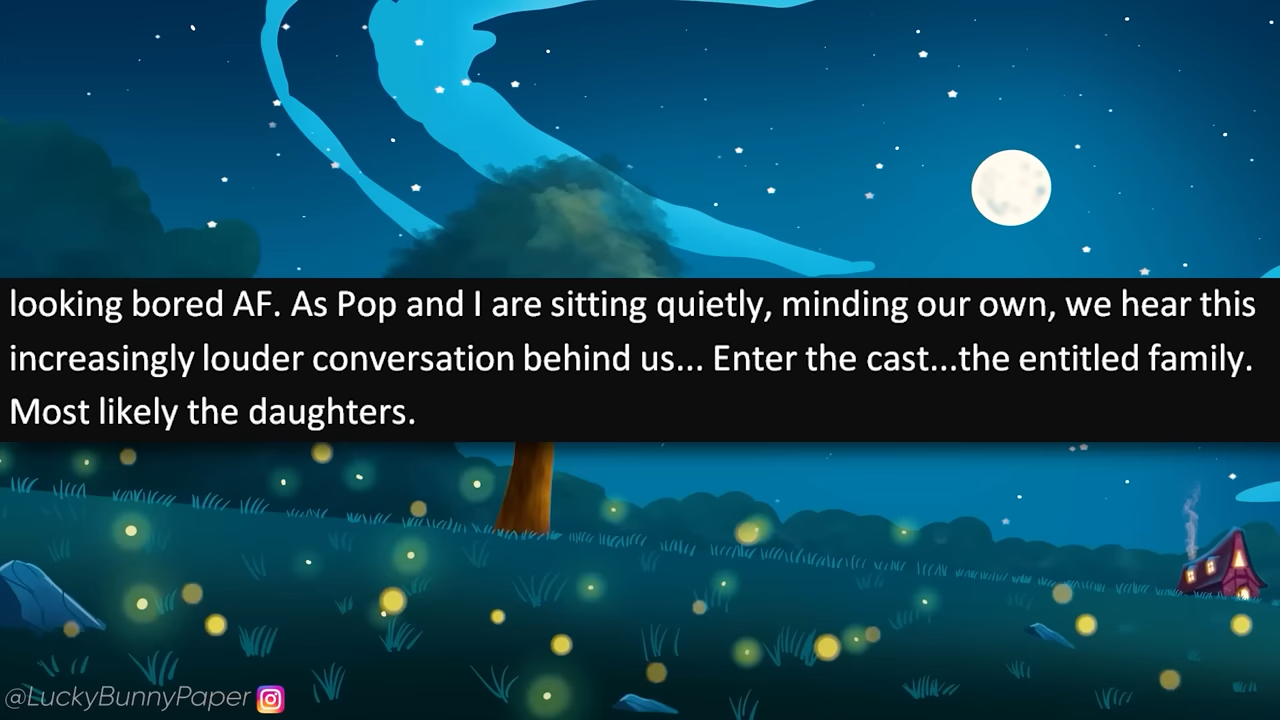 looking bored AF. As Pop and I are sitting quietly, minding our own, we hear this
increasingly louder conversation behind us... Enter the cast...the entitled family.
Most likely the daughters.
@LuckyBunnyPaper